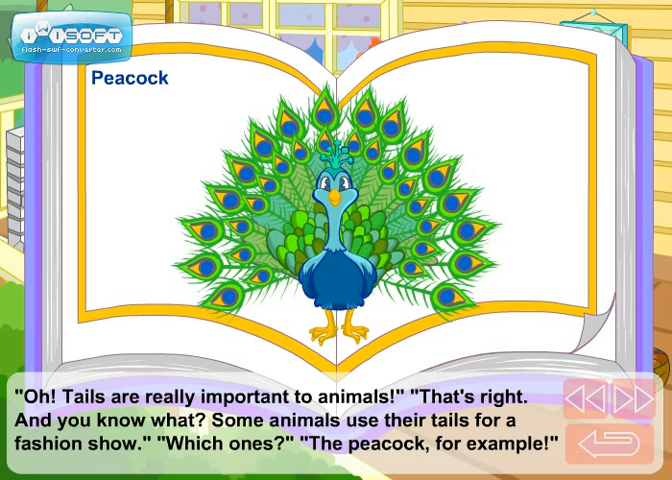 iWiSOFT
flash-swf-converter.com
Peacock
"Oh! Tails are really important to animals!" "That's right.
And you know what? Some animals use their tails for a
fashion show." "Which ones?" "The peacock, for example!"